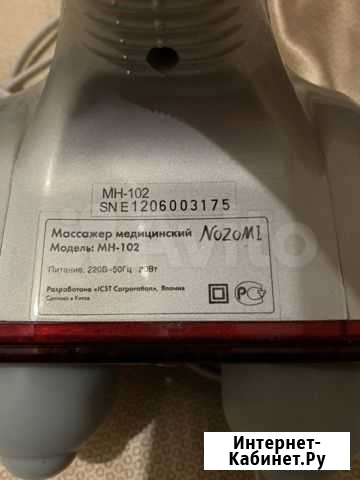 MH-102
SN E1206003175
Массажер медицинский NOZOMI
Модель: MH-102
Питание: 220В~50Гц 20Вт
Разработано «ICST Corporation», Япония
Сделано в Китае
Avito
Интернет-
Кабинет.Ру